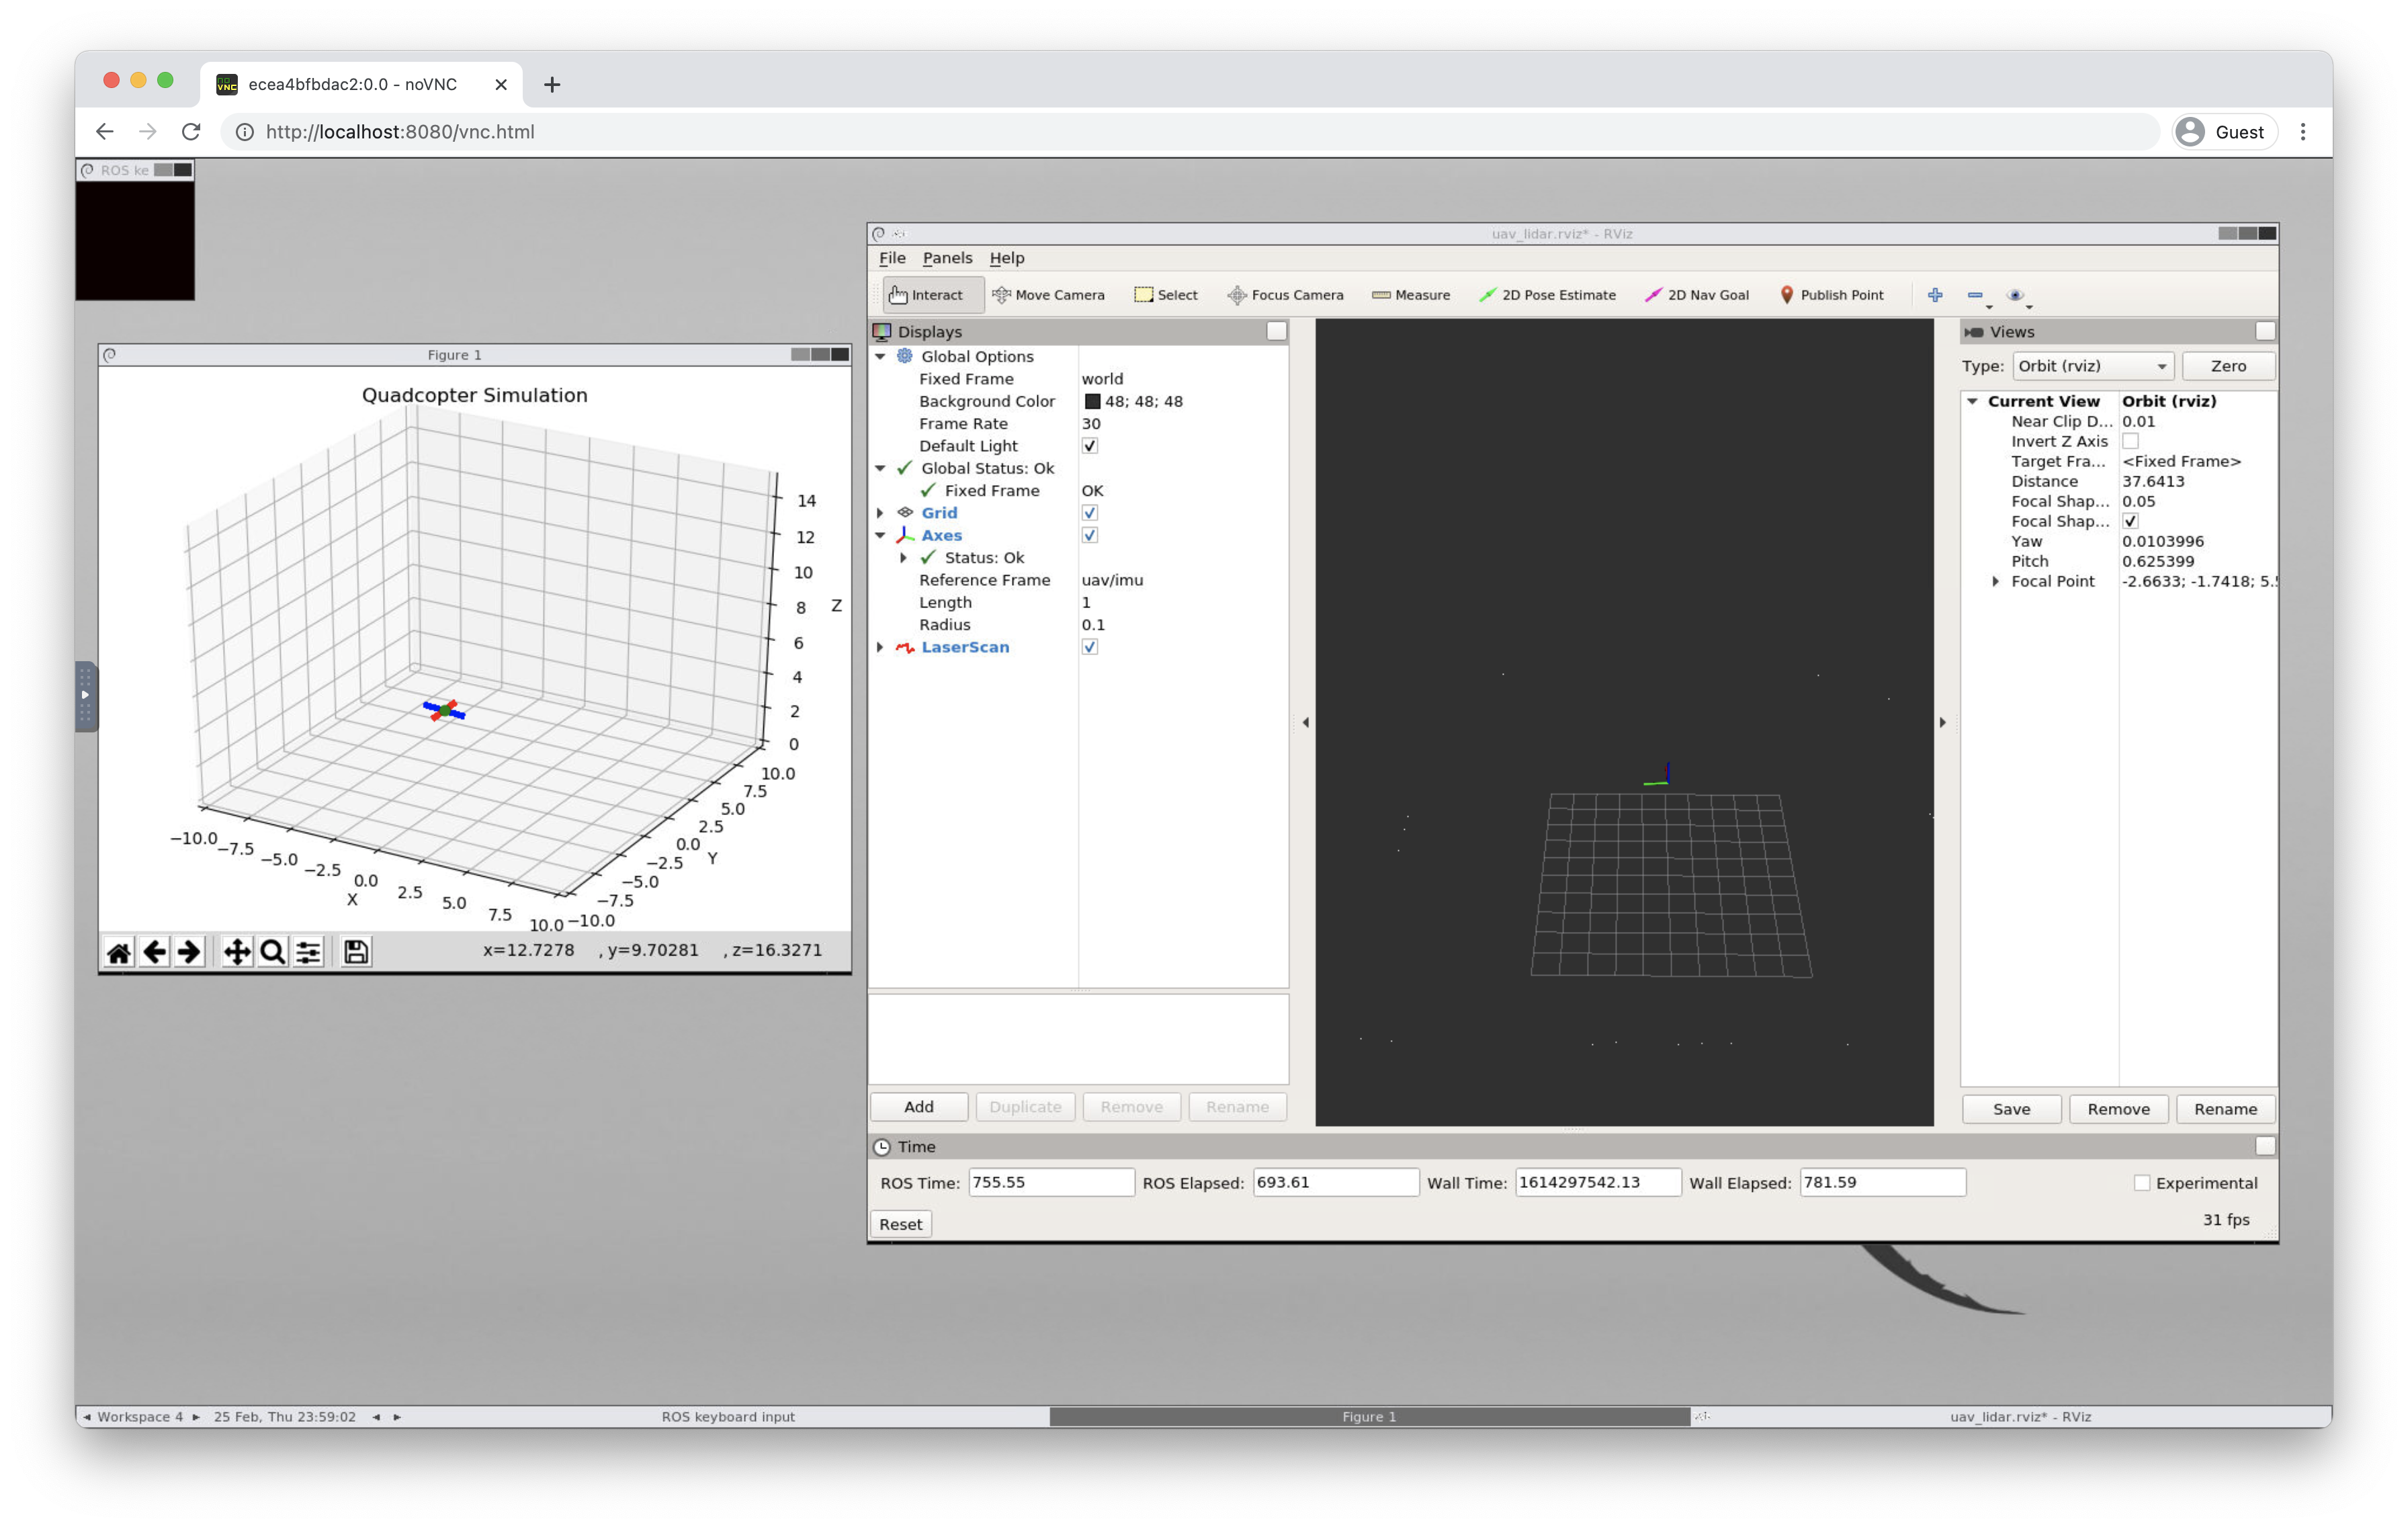 ecea4bfbdac2:0.0 - noVNC
http://localhost:8080/vnc.html
Guest
ROS ke
Figure 1
Quadcopter Simulation
14
12
10
8
6
4
2
0
Z
10.0
7.5
5.0
2.5
0.0
−2.5
−5.0
−7.5
−10.0
Y
−10.0
−7.5
−5.0
−2.5
0.0
2.5
5.0
7.5
10.0
X
x=12.7278 , y=9.70281 , z=16.3271
uav_lidar.rviz* - RViz
File Panels Help
Interact Move Camera Select Focus Camera Measure 2D Pose Estimate 2D Nav Goal Publish Point
Displays
Global Options
Fixed Frame world
Background Color 48; 48; 48
Frame Rate 30
Default Light
Global Status: Ok
Fixed Frame OK
Grid
Axes
Status: Ok
Reference Frame uav/imu
Length 1
Radius 0.1
LaserScan
Add Duplicate Remove Rename
Views
Type: Orbit (rviz) Zero
Current View Orbit (rviz)
Near Clip D... 0.01
Invert Z Axis
Target Fra... <Fixed Frame>
Distance 37.6413
Focal Shap... 0.05
Focal Shap...
Yaw 0.0103996
Pitch 0.625399
Focal Point -2.6633; -1.7418; 5.
Save Remove Rename
Time
ROS Time: 755.55 ROS Elapsed: 693.61 Wall Time: 1614297542.13 Wall Elapsed: 781.59 Experimental
Reset 31 fps
Workspace 4 25 Feb, Thu 23:59:02 ROS keyboard input Figure 1 uav_lidar.rviz* - RViz